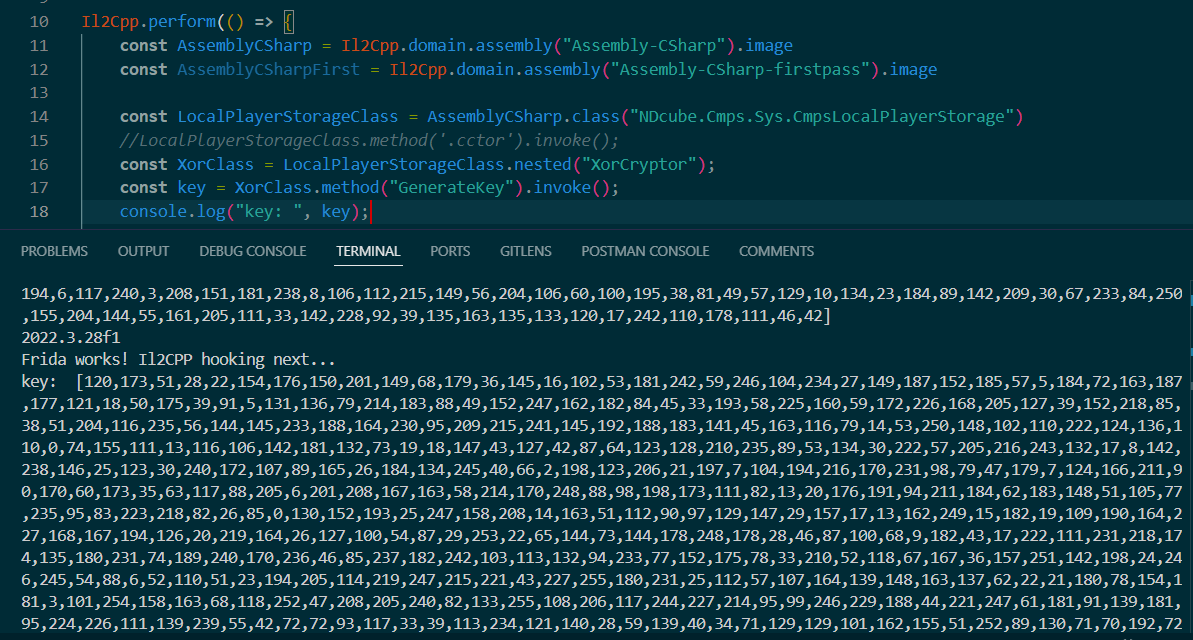 10 Il2Cpp.perform(() => {
11 const AssemblyCSharp = Il2Cpp.domain.assembly("Assembly-CSharp").image
12 const AssemblyCSharpFirst = Il2Cpp.domain.assembly("Assembly-CSharp-firstpass").image
13
14 const LocalPlayerStorageClass = AssemblyCSharp.class("NDcube.Cmps.Sys.CmpsLocalPlayerStorage")
15 //LocalPlayerStorageClass.method('.cctor').invoke();
16 const XorClass = LocalPlayerStorageClass.nested("XorCryptor");
17 const key = XorClass.method("GenerateKey").invoke();
18 console.log("key: ", key);
PROBLEMS OUTPUT DEBUG CONSOLE TERMINAL PORTS GITLENS POSTMAN CONSOLE COMMENTS
194,6,117,240,3,208,151,181,238,8,106,112,215,149,56,204,106,60,100,195,38,81,49,57,129,10,134,23,184,89,142,209,30,67,233,84,250
,155,204,144,55,161,205,111,33,142,228,92,39,135,163,135,133,120,17,242,110,178,111,46,42]
2022.3.28f1
Frida works! Il2CPP hooking next...
key:  [120,173,51,28,22,154,176,150,201,149,68,179,36,145,16,102,53,181,242,59,246,104,234,27,149,187,152,185,57,5,184,72,163,187
,177,121,18,50,175,39,91,5,131,136,79,214,183,88,49,152,247,162,182,84,45,33,193,58,225,160,59,172,226,168,205,127,39,152,218,85,
38,51,204,116,235,56,144,145,233,188,164,230,95,209,215,241,145,192,188,183,141,45,163,116,79,14,53,250,148,102,110,222,124,136,1
10,0,74,155,111,13,116,106,142,181,132,73,19,18,147,43,127,42,87,64,123,128,210,235,89,53,134,30,222,57,205,216,243,132,17,8,142,
238,146,25,123,30,240,172,107,89,165,26,184,134,245,40,66,2,198,123,206,21,197,7,104,194,216,170,231,98,79,47,179,7,124,166,211,9
0,170,60,173,35,63,117,88,205,6,201,208,167,163,58,214,170,248,88,98,198,173,111,82,13,20,176,191,94,211,184,62,183,148,51,105,77
,235,95,83,223,218,82,26,85,0,130,152,193,25,247,158,208,14,163,51,112,90,97,129,147,29,157,17,13,162,249,15,182,19,109,190,164,2
27,168,167,194,126,20,219,164,26,127,100,54,87,29,253,22,65,144,73,144,178,248,178,28,46,87,100,68,9,182,43,17,222,111,231,218,17
4,135,180,231,74,189,240,170,236,46,85,237,182,242,103,113,132,94,233,77,152,175,78,33,210,52,118,67,167,36,157,251,142,198,24,24
6,245,54,88,6,52,110,51,23,194,205,114,219,247,215,221,43,227,255,180,231,25,112,57,107,164,139,148,163,137,62,22,21,180,78,154,1
81,3,101,254,158,163,68,118,252,47,208,205,240,82,133,255,108,206,117,244,227,214,95,99,246,229,188,44,221,247,61,181,91,139,181,
95,224,226,111,139,239,55,42,72,72,93,117,33,39,113,234,121,140,28,59,139,40,34,71,129,129,101,162,155,51,252,89,130,71,70,192,72